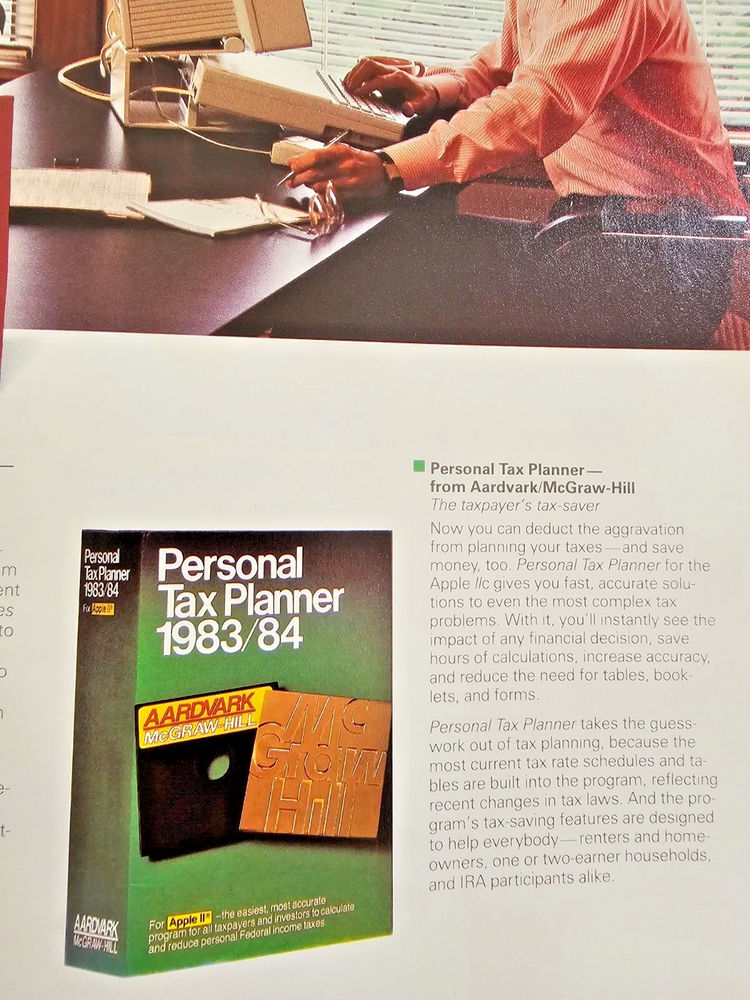 m
ent
es
to
o
n
e-
t-
Personal
Tax Planner
1983/84
For Apple II®
AARDVARK
McGRAW-HILL
Personal
Tax Planner
1983/84
AARDVARK
McGRAW-HILL
Mc
Graw
Hill
For Apple II® –the easiest, most accurate
program for all taxpayers and investors to calculate
and reduce personal Federal income taxes
Personal Tax Planner—
from Aardvark/McGraw-Hill
The taxpayer's tax-saver
Now you can deduct the aggravation
from planning your taxes—and save
money, too. Personal Tax Planner for the
Apple IIc gives you fast, accurate solu-
tions to even the most complex tax
problems. With it, you'll instantly see the
impact of any financial decision, save
hours of calculations, increase accuracy,
and reduce the need for tables, book-
lets, and forms.
Personal Tax Planner takes the guess-
work out of tax planning, because the
most current tax rate schedules and ta-
bles are built into the program, reflecting
recent changes in tax laws. And the pro-
gram's tax-saving features are designed
to help everybody—renters and home-
owners, one or two-earner households,
and IRA participants alike.